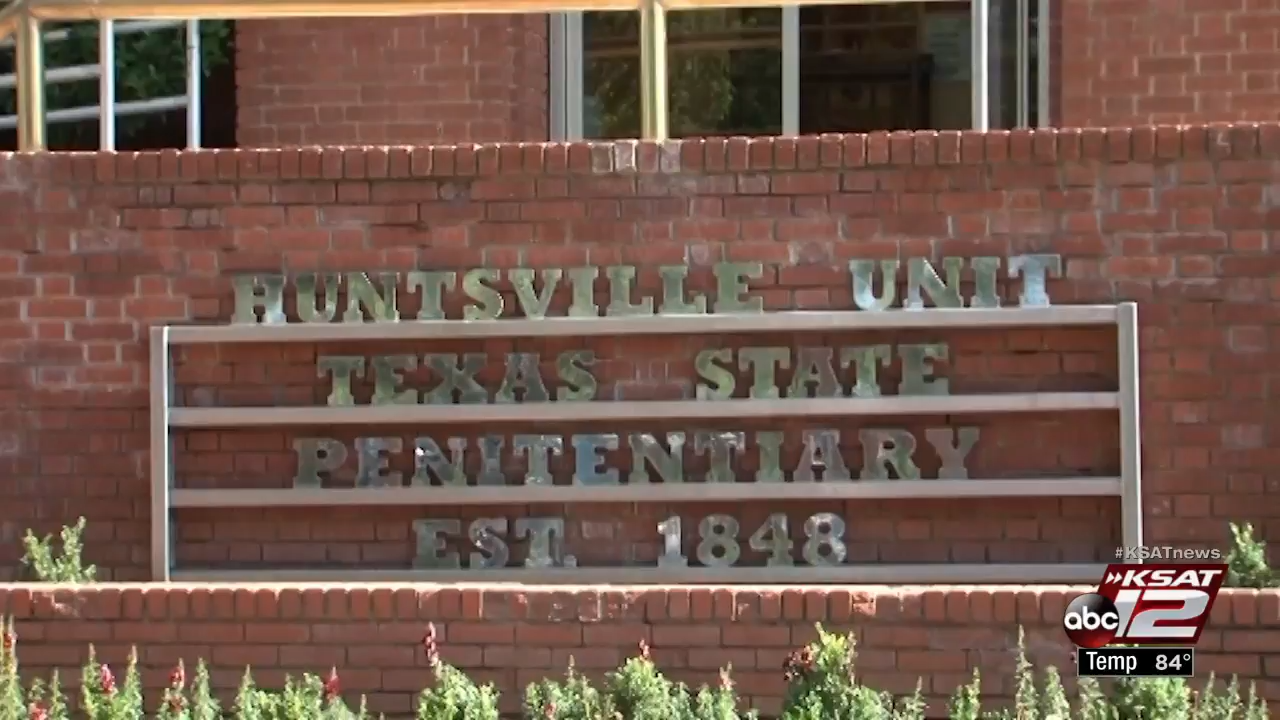 HUNTSVILLE UNIT
TEXAS STATE
PENITENTIARY
EST. 1848
#KSATnews
»KSAT
abc 12
Temp 84°